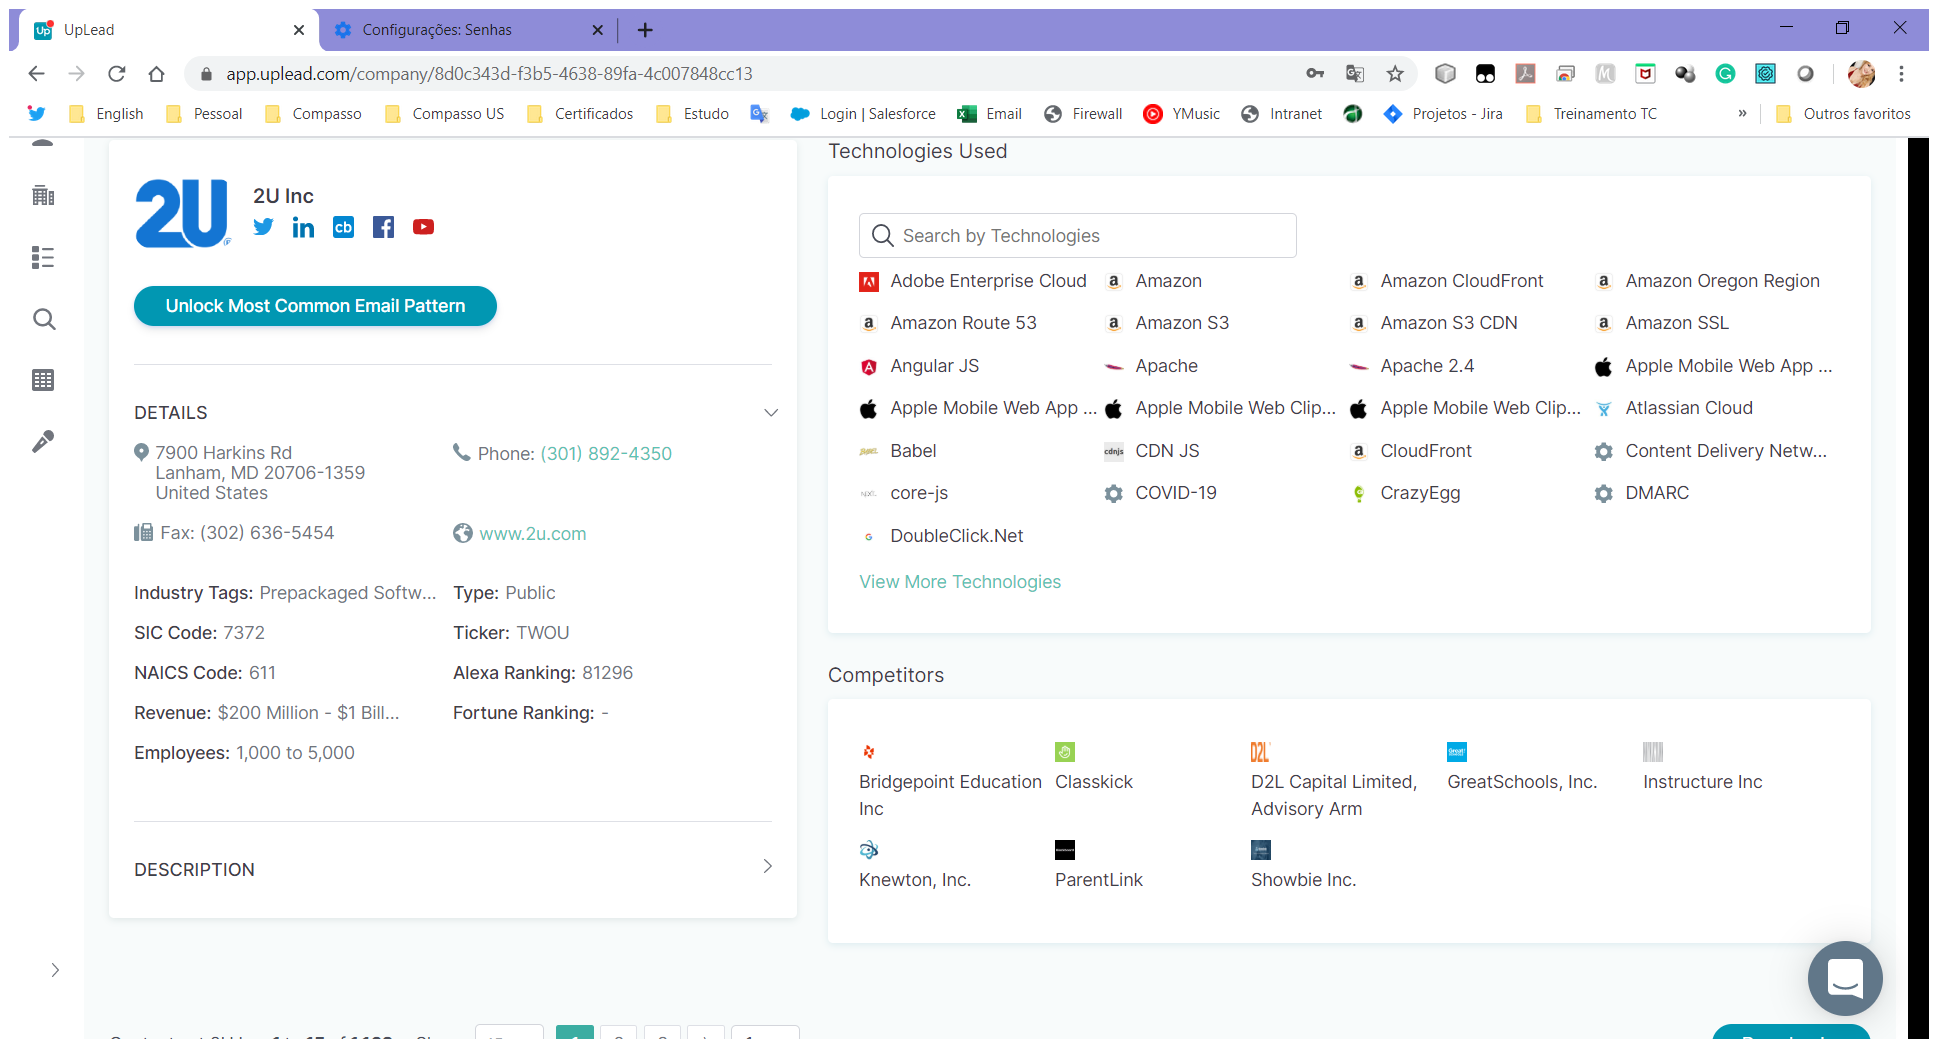 UpLead
Configurações: Senhas
app.uplead.com/company/8d0c343d-f3b5-4638-89fa-4c007848cc13
English
Pessoal
Compasso
Compasso US
Certificados
Estudo
Login | Salesforce
Email
Firewall
YMusic
Intranet
Projetos - Jira
Treinamento TC
»
Outros favoritos
2U
2U Inc
Unlock Most Common Email Pattern
DETAILS
7900 Harkins Rd
Lanham, MD 20706-1359
United States
Phone: (301) 892-4350
Fax: (302) 636-5454
www.2u.com
Industry Tags: Prepackaged Softw...
Type: Public
SIC Code: 7372
Ticker: TWOU
NAICS Code: 611
Alexa Ranking: 81296
Revenue: $200 Million - $1 Bill...
Fortune Ranking: -
Employees: 1,000 to 5,000
DESCRIPTION
Technologies Used
Search by Technologies
Adobe Enterprise Cloud
Amazon
Amazon CloudFront
Amazon Oregon Region
Amazon Route 53
Amazon S3
Amazon S3 CDN
Amazon SSL
Angular JS
Apache
Apache 2.4
Apple Mobile Web App ...
Apple Mobile Web App ...
Apple Mobile Web Clip...
Apple Mobile Web Clip...
Atlassian Cloud
Babel
CDN JS
CloudFront
Content Delivery Netw...
core-js
COVID-19
CrazyEgg
DMARC
DoubleClick.Net
View More Technologies
Competitors
Bridgepoint Education
Inc
Classkick
D2L
D2L Capital Limited,
Advisory Arm
GreatSchools, Inc.
Instructure Inc
Knewton, Inc.
ParentLink
Showbie Inc.